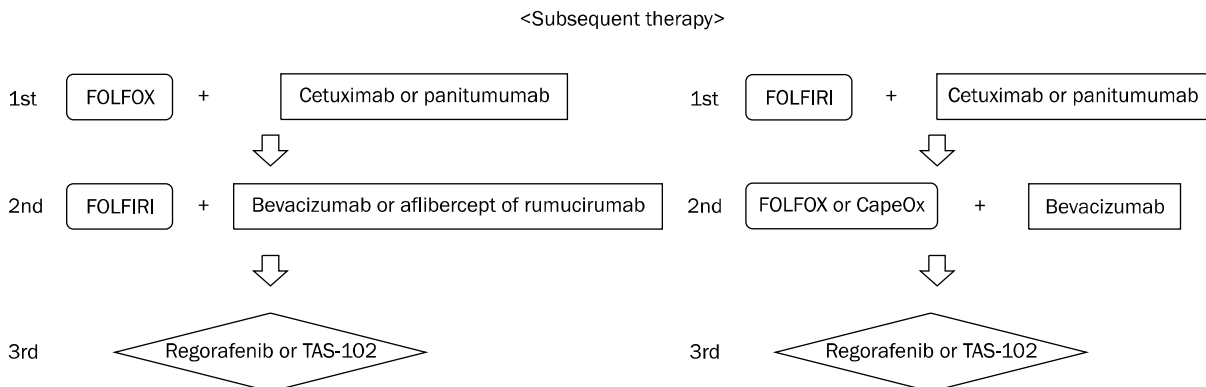 <Subsequent therapy>
1st FOLFOX + Cetuximab or panitumumab
1st FOLFIRI + Cetuximab or panitumumab
2nd FOLFIRI + Bevacizumab or aflibercept of rumucirumab
2nd FOLFOX or CapeOx + Bevacizumab
3rd Regorafenib or TAS-102
3rd Regorafenib or TAS-102